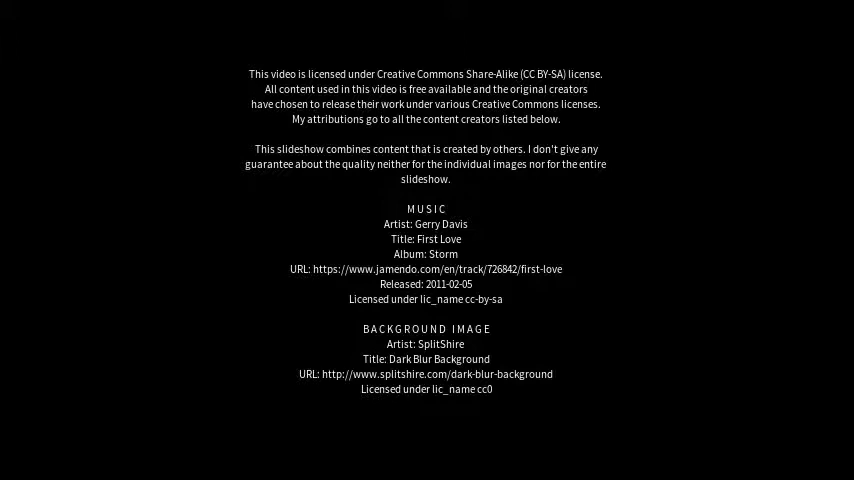 This video is licensed under Creative Commons Share-Alike (CC BY-SA) license.
All content used in this video is free available and the original creators
have chosen to release their work under various Creative Commons licenses.
My attributions go to all the content creators listed below.
This slideshow combines content that is created by others. I don't give any
guarantee about the quality neither for the individual images nor for the entire
slideshow.
MUSIC
Artist: Gerry Davis
Title: First Love
Album: Storm
URL: https://www.jamendo.com/en/track/726842/first-love
Released: 2011-02-05
Licensed under lic_name cc-by-sa
BACKGROUND IMAGE
Artist: SplitShire
Title: Dark Blur Background
URL: http://www.splitshire.com/dark-blur-background
Licensed under lic_name cc0